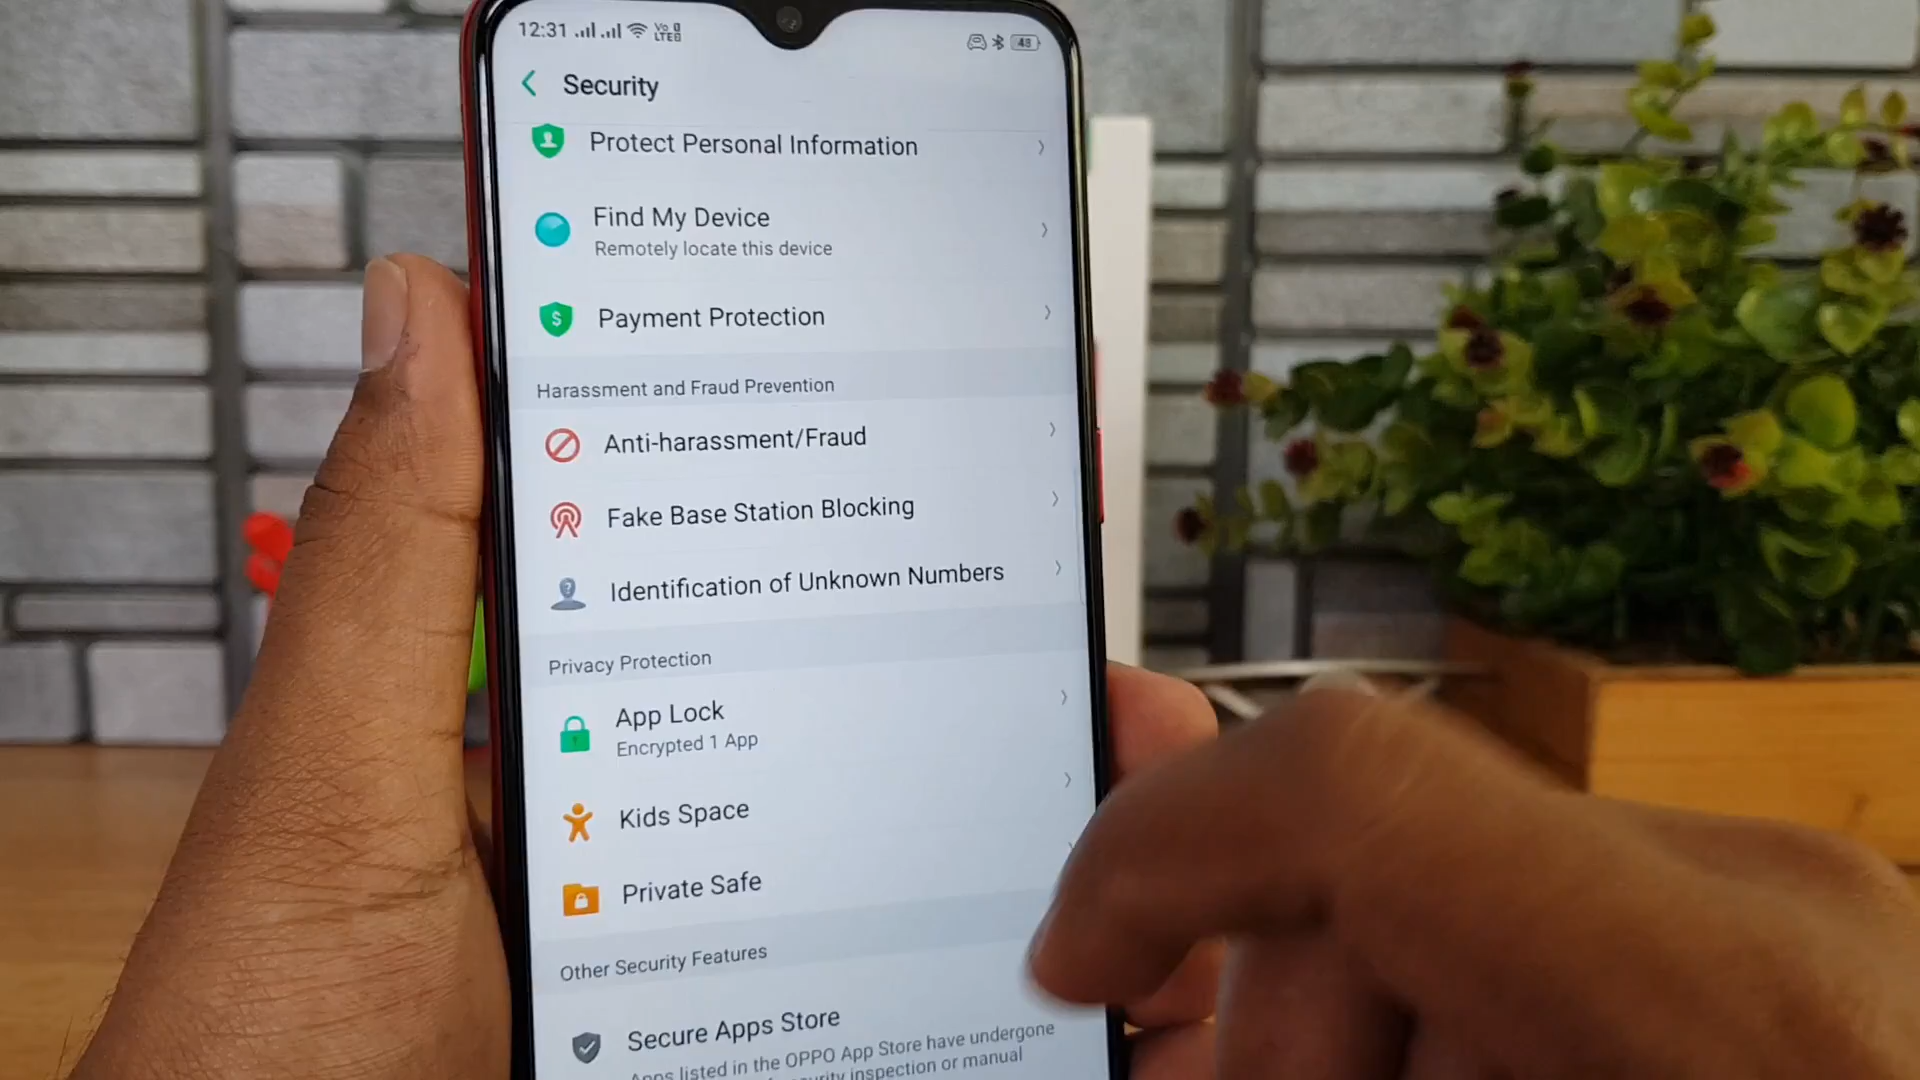 12:31 Vo LTE 48
Security
Protect Personal Information
Find My Device
Remotely locate this device
Payment Protection
Harassment and Fraud Prevention
Anti-harassment/Fraud
Fake Base Station Blocking
Identification of Unknown Numbers
Privacy Protection
App Lock
Encrypted 1 App
Kids Space
Private Safe
Other Security Features
Secure Apps Store
Apps listed in the OPPO App Store have undergone
inspection or manual